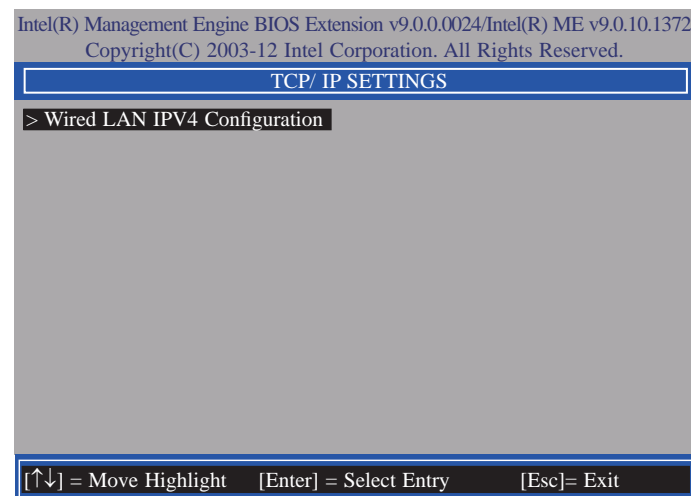 Intel(R) Management Engine BIOS Extension v9.0.0.0024/Intel(R) ME v9.0.10.1372
Copyright(C) 2003-12 Intel Corporation. All Rights Reserved.
TCP/ IP SETTINGS
> Wired LAN IPV4 Configuration
[↑↓] = Move Highlight [Enter] = Select Entry [Esc]= Exit